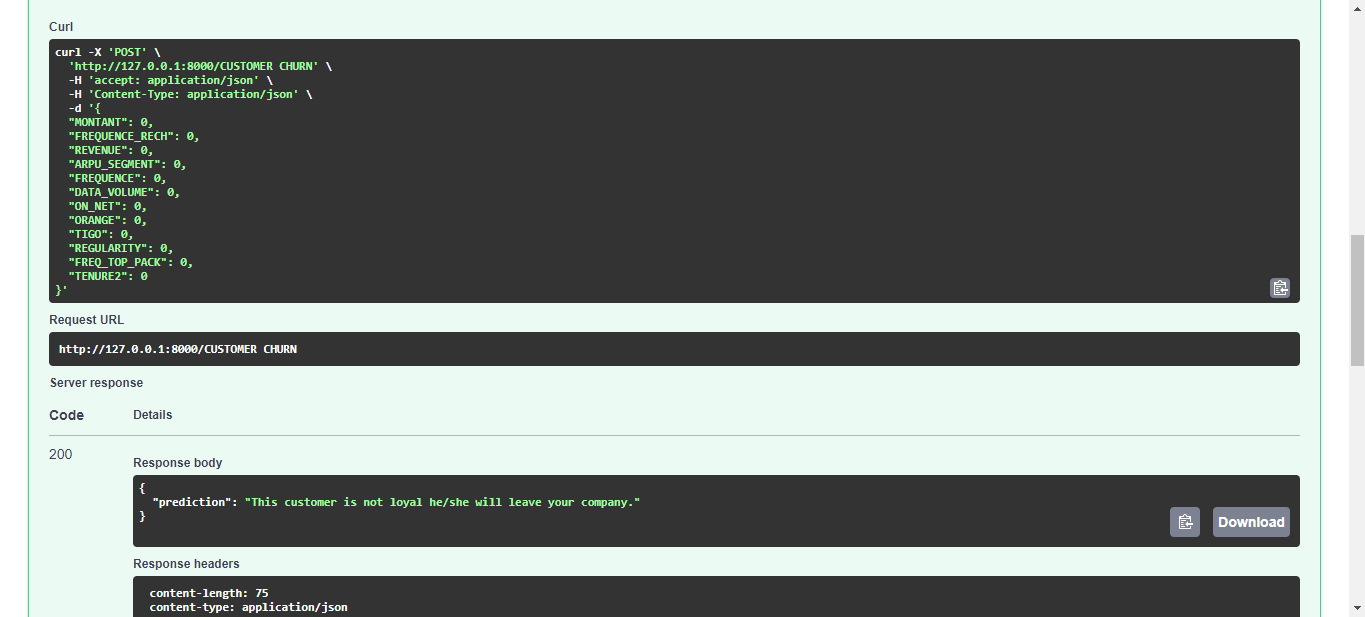 Curl
curl -X 'POST' \
  'http://127.0.0.1:8000/CUSTOMER CHURN' \
  -H 'accept: application/json' \
  -H 'Content-Type: application/json' \
  -d '{
  "MONTANT": 0,
  "FREQUENCE_RECH": 0,
  "REVENUE": 0,
  "ARPU_SEGMENT": 0,
  "FREQUENCE": 0,
  "DATA_VOLUME": 0,
  "ON_NET": 0,
  "ORANGE": 0,
  "TIGO": 0,
  "REGULARITY": 0,
  "FREQ_TOP_PACK": 0,
  "TENURE2": 0
}'
Request URL
http://127.0.0.1:8000/CUSTOMER CHURN
Server response
Code Details
200
Response body
{
  "prediction": "This customer is not loyal he/she will leave your company."
}
Download
Response headers
content-length: 75
content-type: application/json